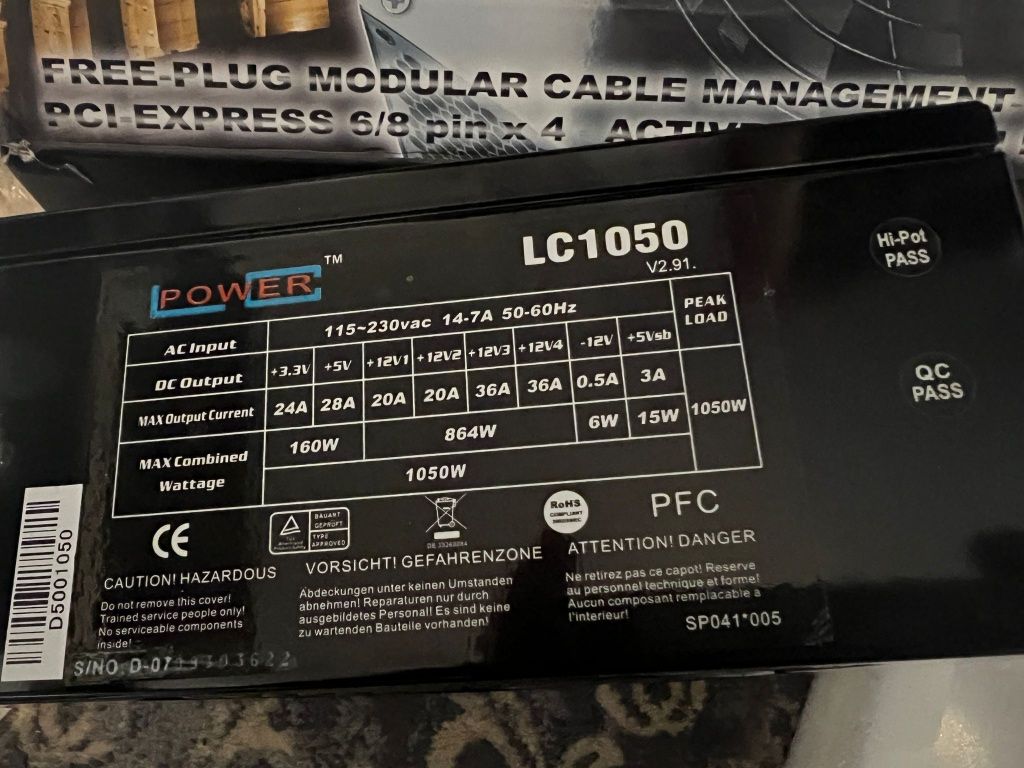 FREE-PLUG MODULAR CABLE MANAGEMENT-
PCI-EXPRESS 6/8 pin x 4
POWER ™
LC1050
V2.91.
Hi-Pot
PASS
QC
PASS
AC Input 115~230vac 14-7A 50-60Hz PEAK LOAD
DC Output +3.3V +5V +12V1 +12V2 +12V3 +12V4 -12V +5Vsb
MAX Output Current 24A 28A 20A 20A 36A 36A 0.5A 3A 1050W
MAX Combined 160W 864W 6W 15W
Wattage 1050W
CE
BAUART
GEPRÜFT
TYPE
APPROVED
RoHS
COMPLIANT
PFC
CAUTION! HAZARDOUS
Do not remove this cover!
Trained service people only!
No serviceable components
inside!
VORSICHT! GEFAHRENZONE
Abdeckungen unter keinen Umstanden
abnehmen! Reparaturen nur durch
ausgebildetes Personal! Es sind keine
zu wartenden Bauteile vorhanden!
ATTENTION! DANGER
Ne retirez pas ce capot! Reserve
au personnel technique et forme!
Aucun composant remplacable a
l'interieur!
SP041*005
D5001050
S/NO.